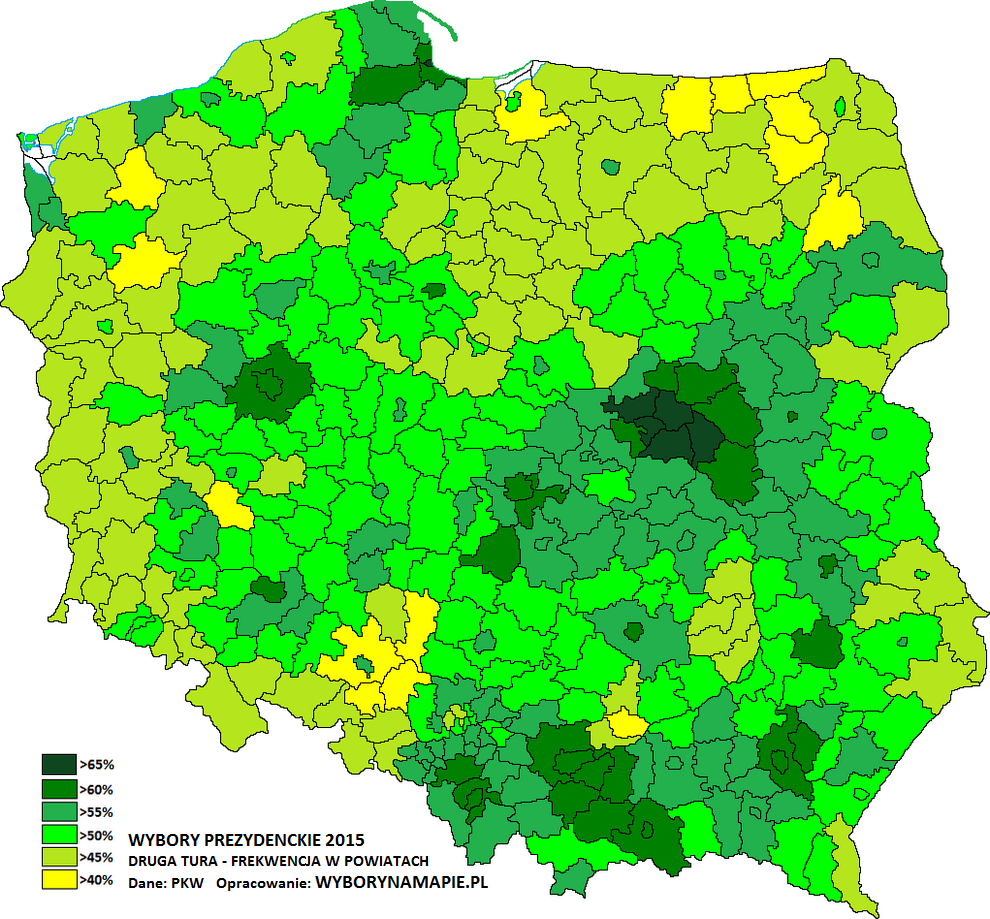 >65%
>60%
>55%
>50%
>45%
>40%
WYBORY PREZYDENCKIE 2015
DRUGA TURA - FREKWENCJA W POWIATACH
Dane: PKW Opracowanie: WYBORYNAMAPIE.PL